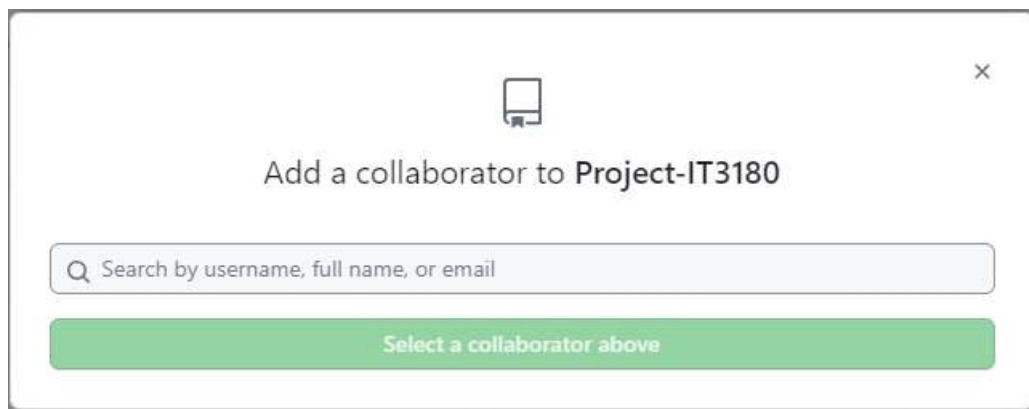 Add a collaborator to Project-IT3180
Search by username, full name, or email
Select a collaborator above